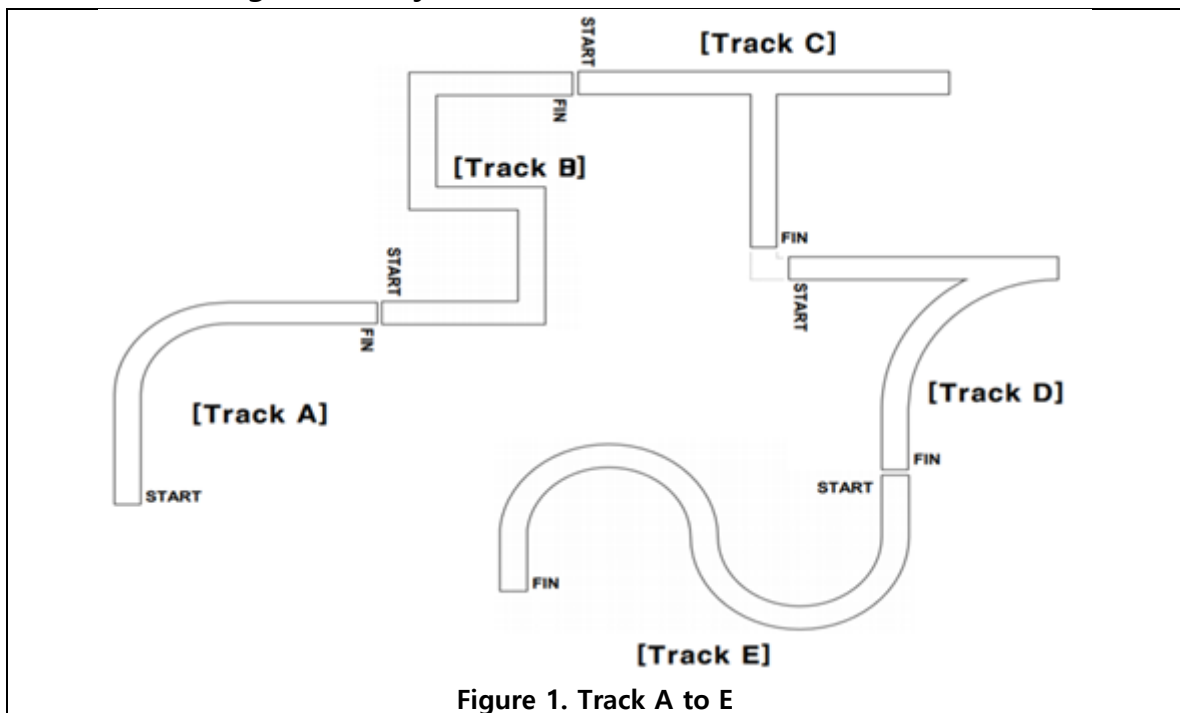 START
[Track C]
FIN
[Track B]
FIN
START
START
FIN
[Track A]
[Track D]
START
FIN
START
FIN
[Track E]
Figure 1. Track A to E